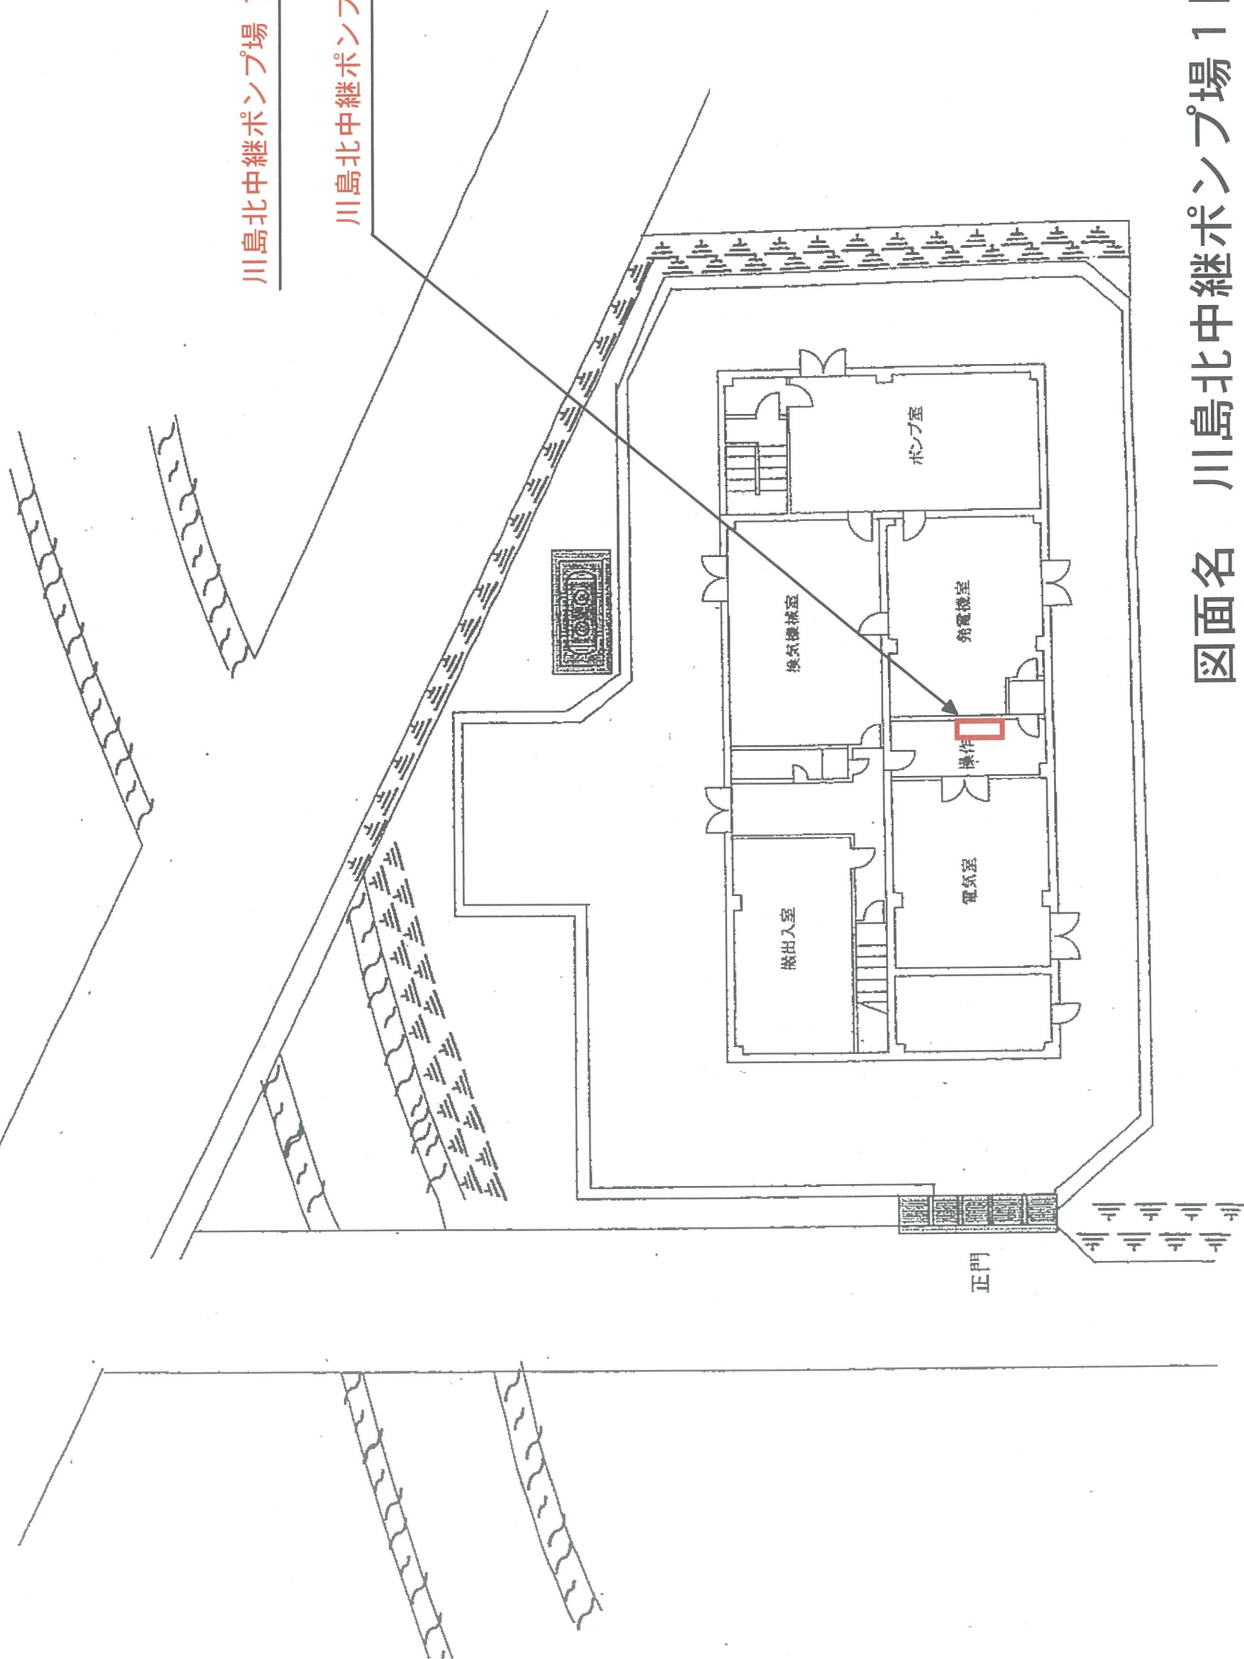 川島北中継ポンプ場
川島北中継ポンプ
ポンプ室
換気機械室
発電機室
操作
搬出入室
電気室
正門
図面名 川島北中継ポンプ場1